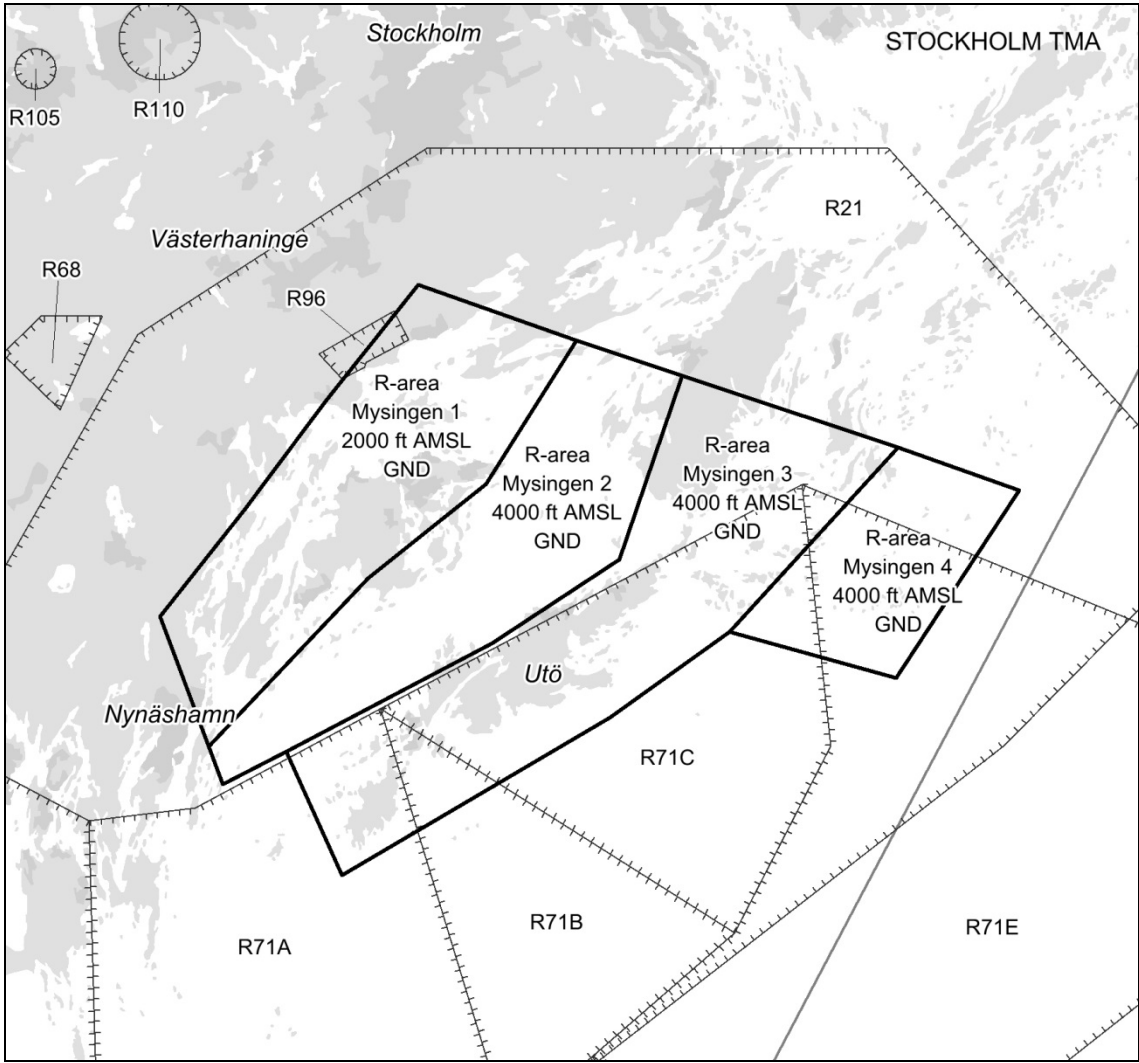 Stockholm
STOCKHOLM TMA
R105
R110
R21
Västerhaninge
R68
R96
R-area
Mysingen 1
2000 ft AMSL
GND
R-area
Mysingen 2
4000 ft AMSL
GND
R-area
Mysingen 3
4000 ft AMSL
GND
R-area
Mysingen 4
4000 ft AMSL
GND
Utö
Nynäshamn
R71C
R71A
R71B
R71E